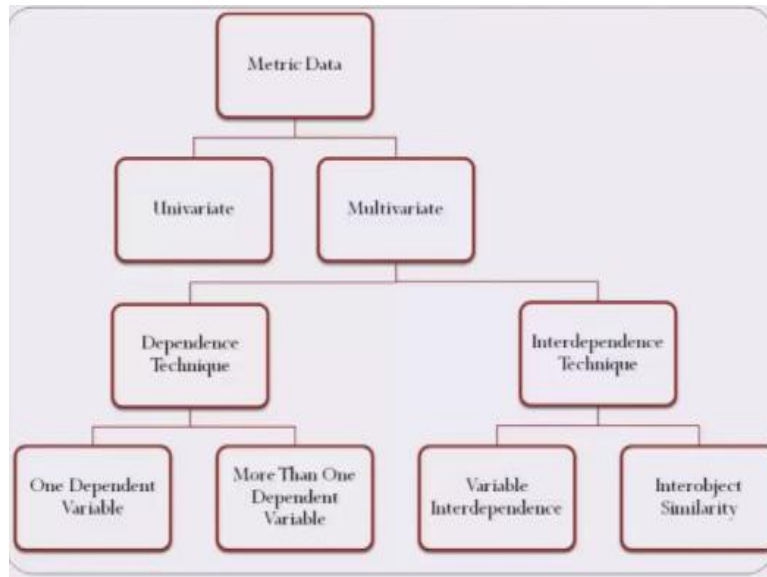 Metric Data
Univariate
Multivariate
Dependence
Technique
Interdependence
Technique
One Dependent
Variable
More Than One
Dependent
Variable
Variable
Interdependence
Interobject
Similarity